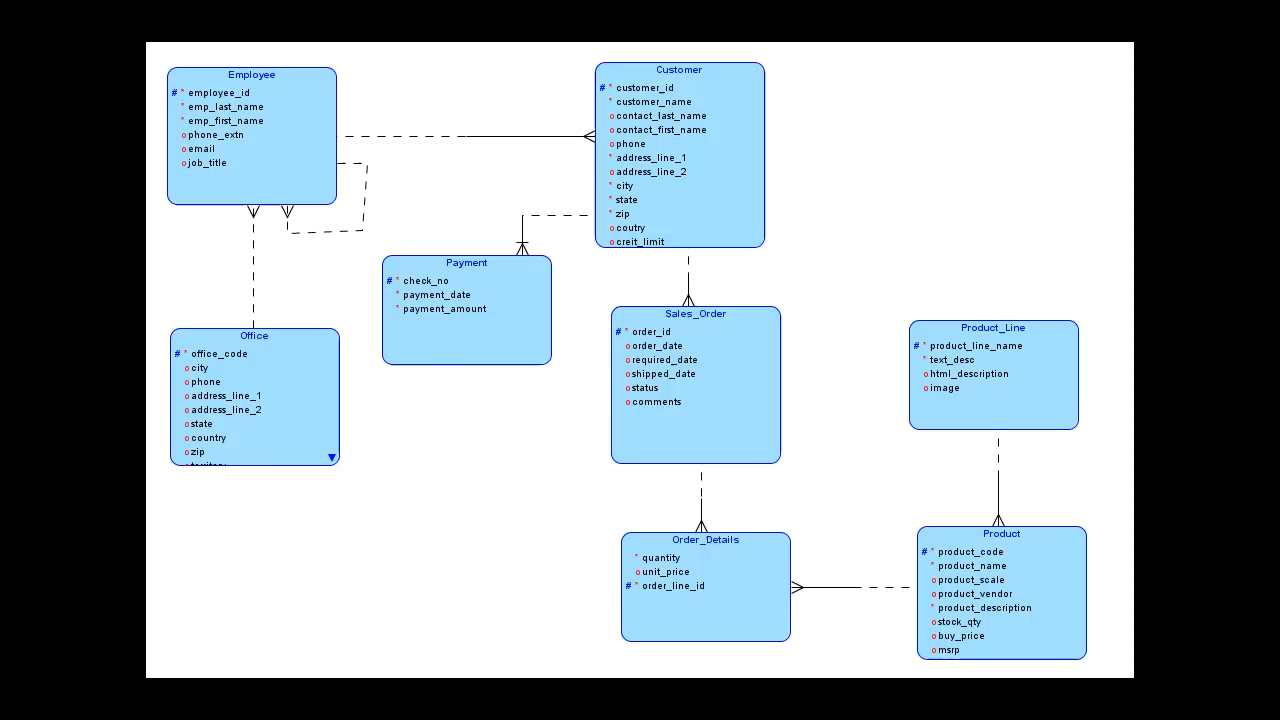 Employee
# * employee_id
* emp_last_name
* emp_first_name
o phone_extn
o email
o job_title
Customer
# * customer_id
* customer_name
o contact_last_name
o contact_first_name
o phone
* address_line_1
o address_line_2
* city
* state
* zip
o coutry
o creit_limit
Payment
# * check_no
* payment_date
* payment_amount
Office
# * office_code
o city
o phone
o address_line_1
o address_line_2
o state
o country
o zip
Sales_Order
# * order_id
o order_date
o required_date
o shipped_date
o status
o comments
Product_Line
# * product_line_name
* text_desc
o html_description
o image
Order_Details
* quantity
o unit_price
# * order_line_id
Product
# * product_code
* product_name
o product_scale
o product_vendor
* product_description
o stock_qty
o buy_price
o msrp